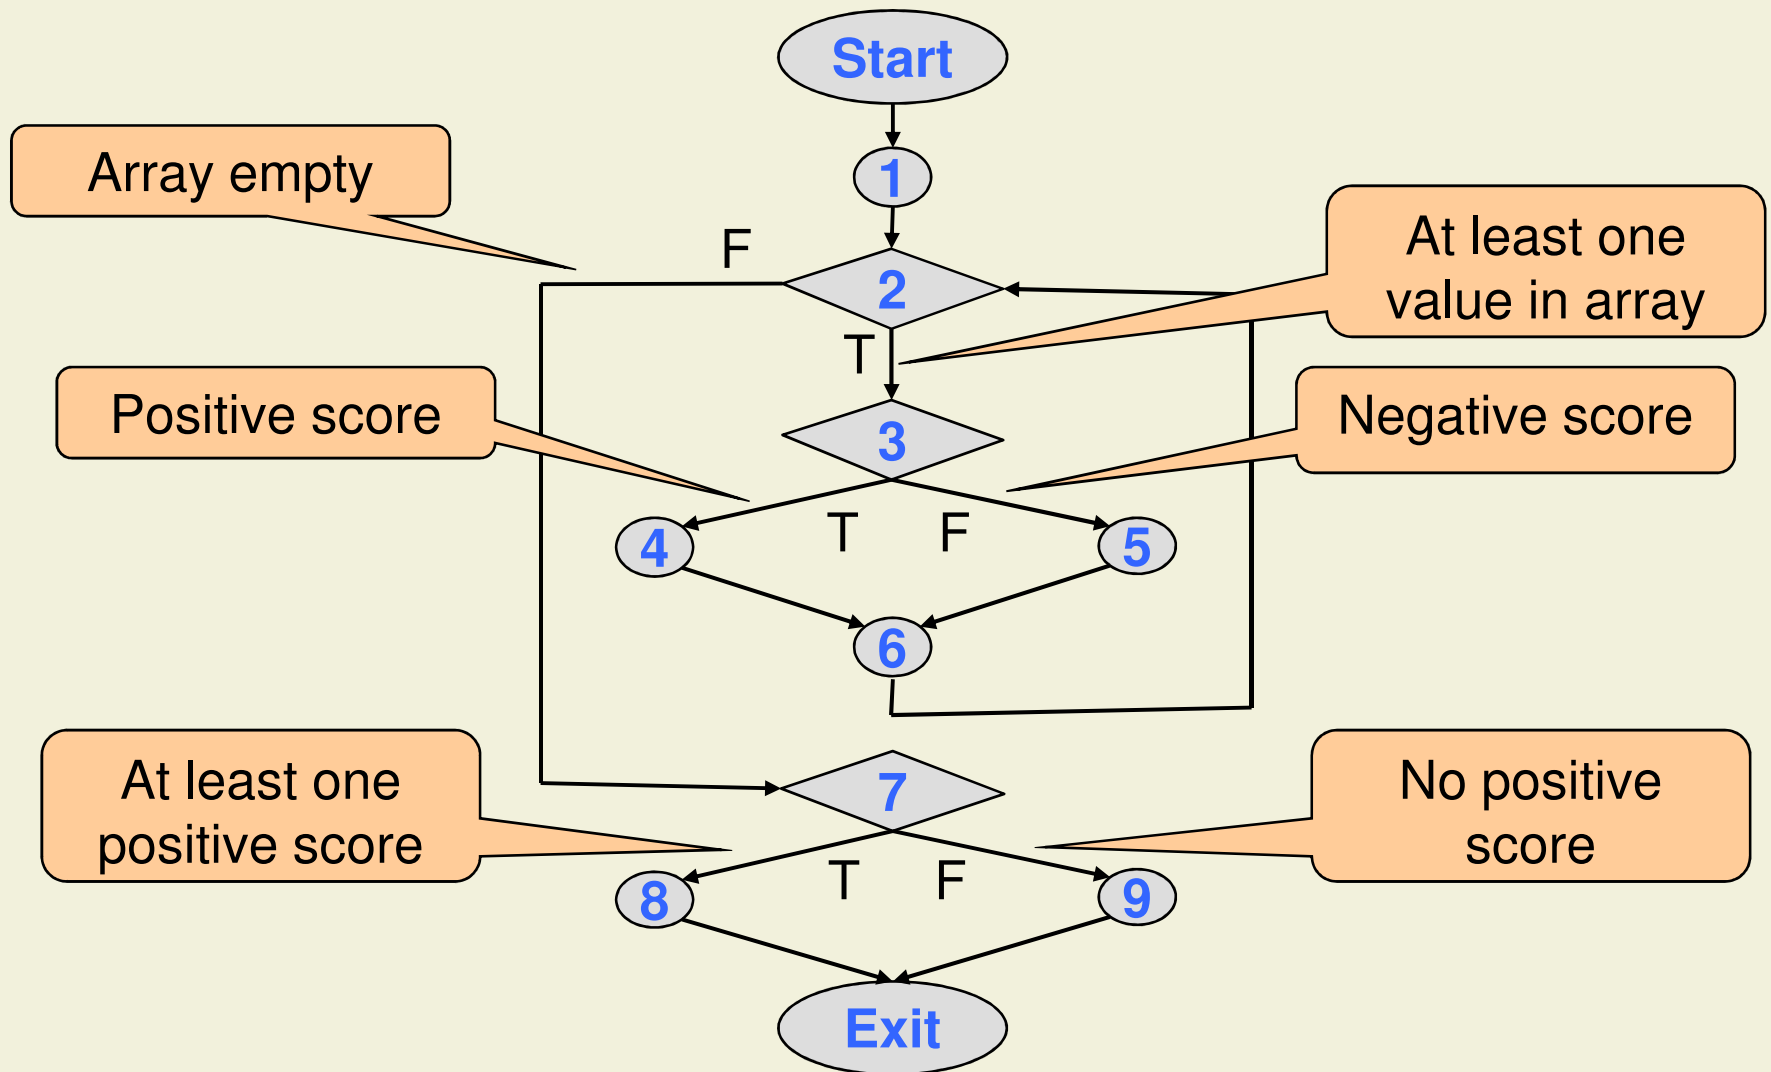 Start
Array empty
1
At least one
value in array
F
2
T
Positive score
Negative score
3
T F
4
5
6
At least one
positive score
7
No positive
score
T F
8
9
Exit